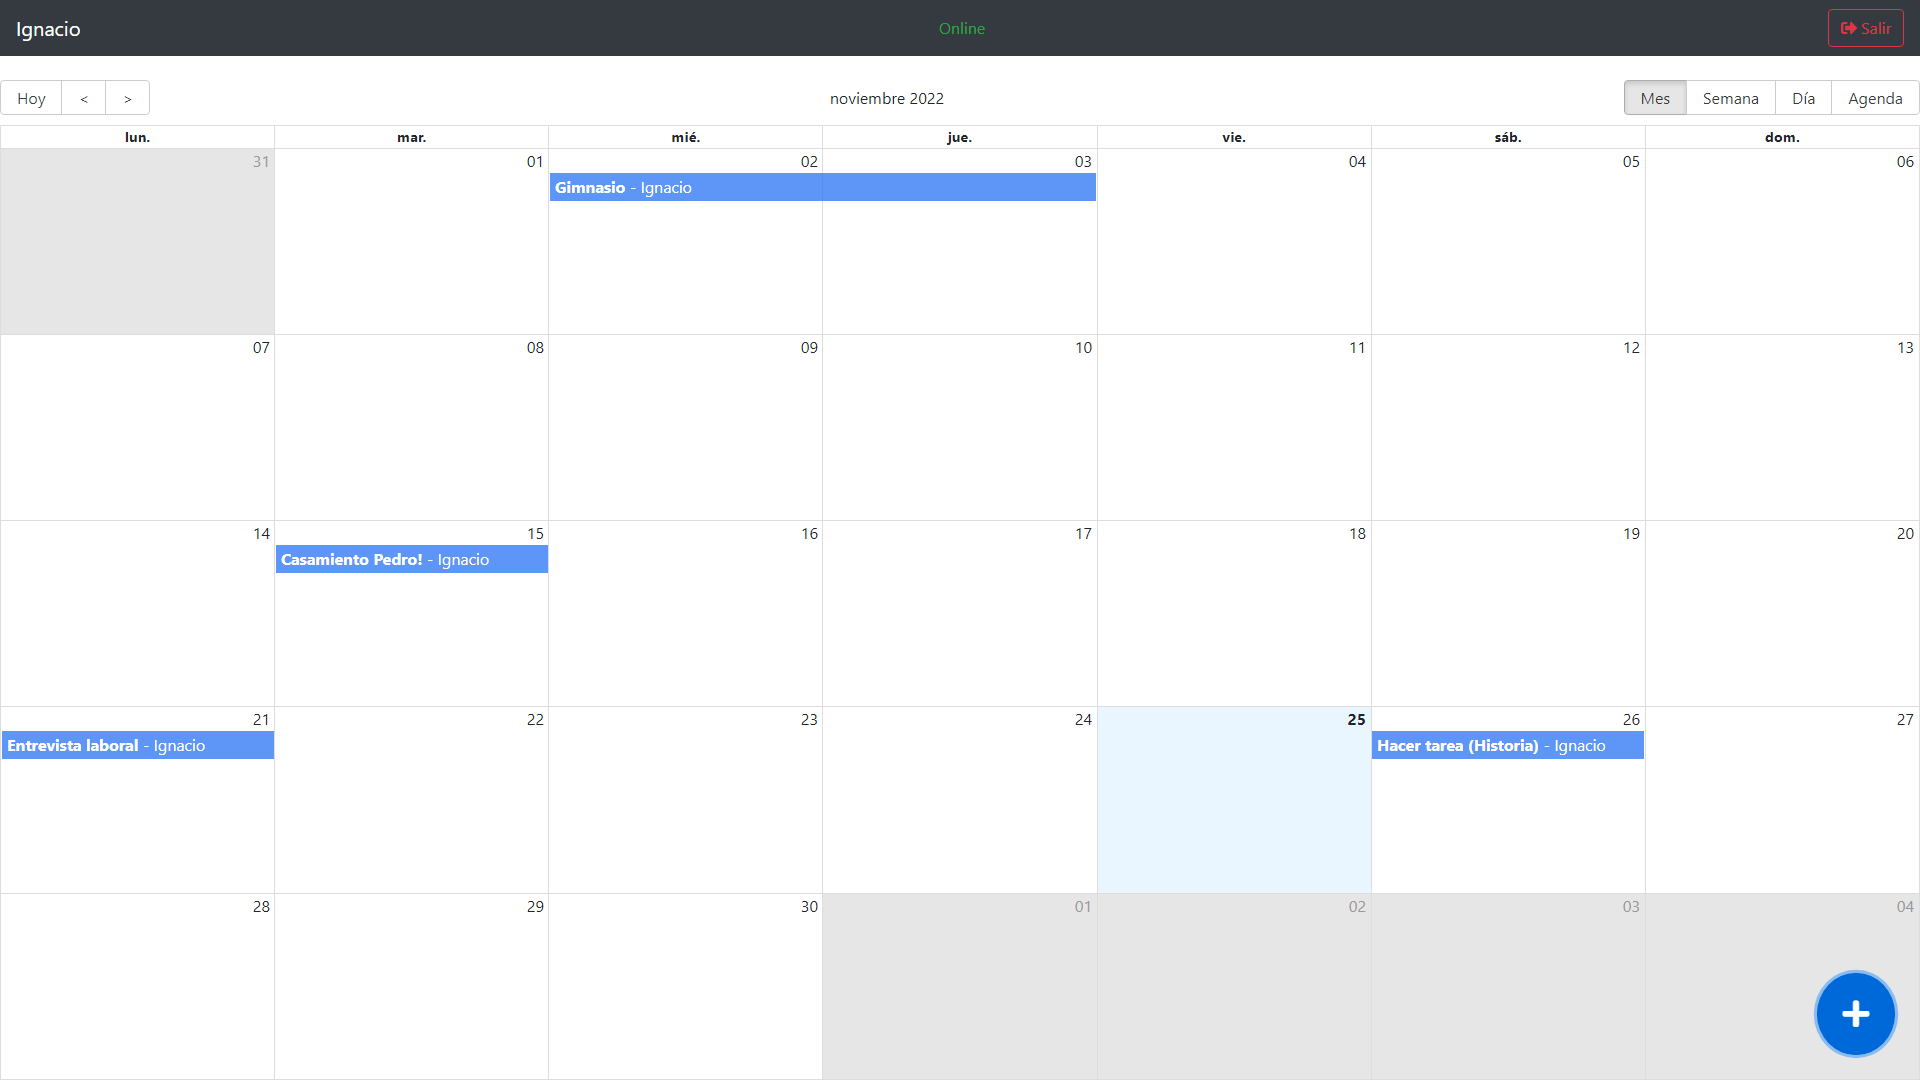 Ignacio
Online
Salir
Hoy < >
noviembre 2022
Mes Semana Día Agenda
lun. mar. mié. jue. vie. sáb. dom.
31 01 02 03 04 05 06
Gimnasio - Ignacio
07 08 09 10 11 12 13
14 15 16 17 18 19 20
Casamiento Pedro! - Ignacio
21 22 23 24 25 26 27
Entrevista laboral - Ignacio
Hacer tarea (Historia) - Ignacio
28 29 30 01 02 03 04